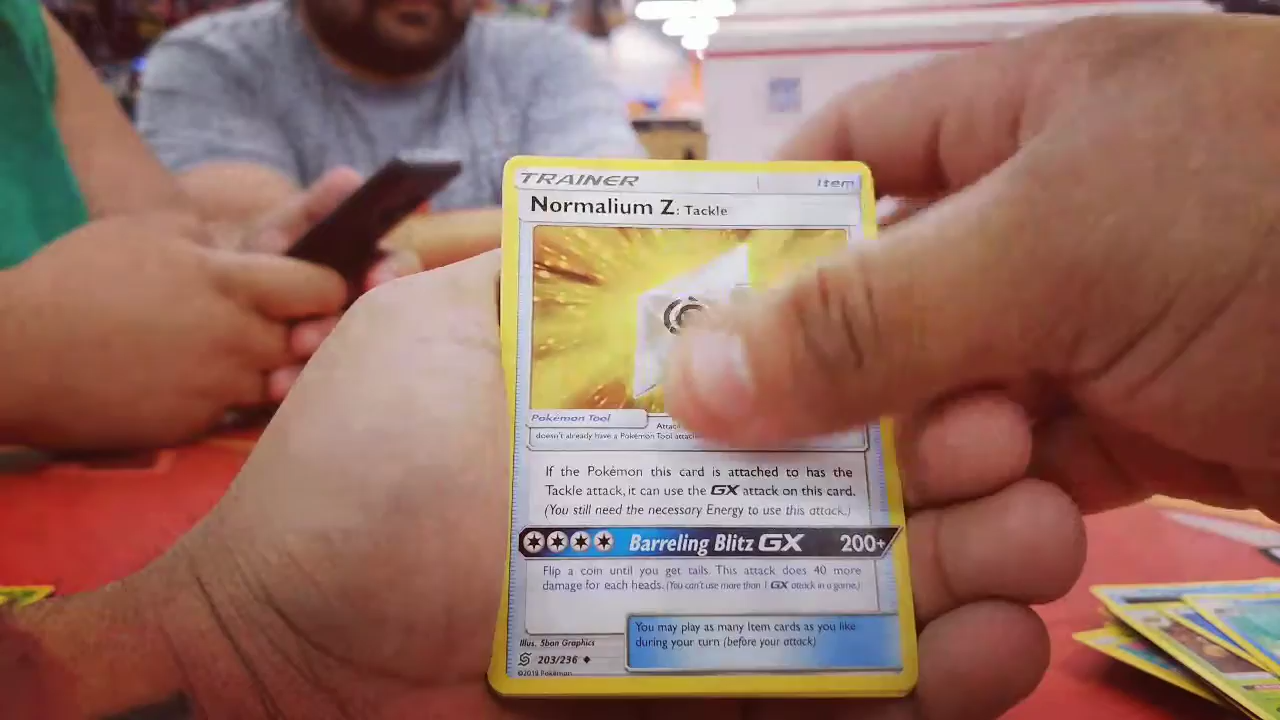 TRAINER Item
Normalium Z: Tackle
Pokémon Tool
doesn't already have a Pokémon Tool
If the Pokémon this card is attached to has the
Tackle attack, it can use the GX attack on this card.
(You still need the necessary Energy to use this attack.)
Barreling Blitz GX 200+
Flip a coin until you get tails. This attack does 40 more
damage for each heads. (You can't use more than 1 GX attack in a game.)
You may play as many Item cards as you like
during your turn (before your attack)
Illus. 5ban Graphics
203/236
©2019 Pokémon